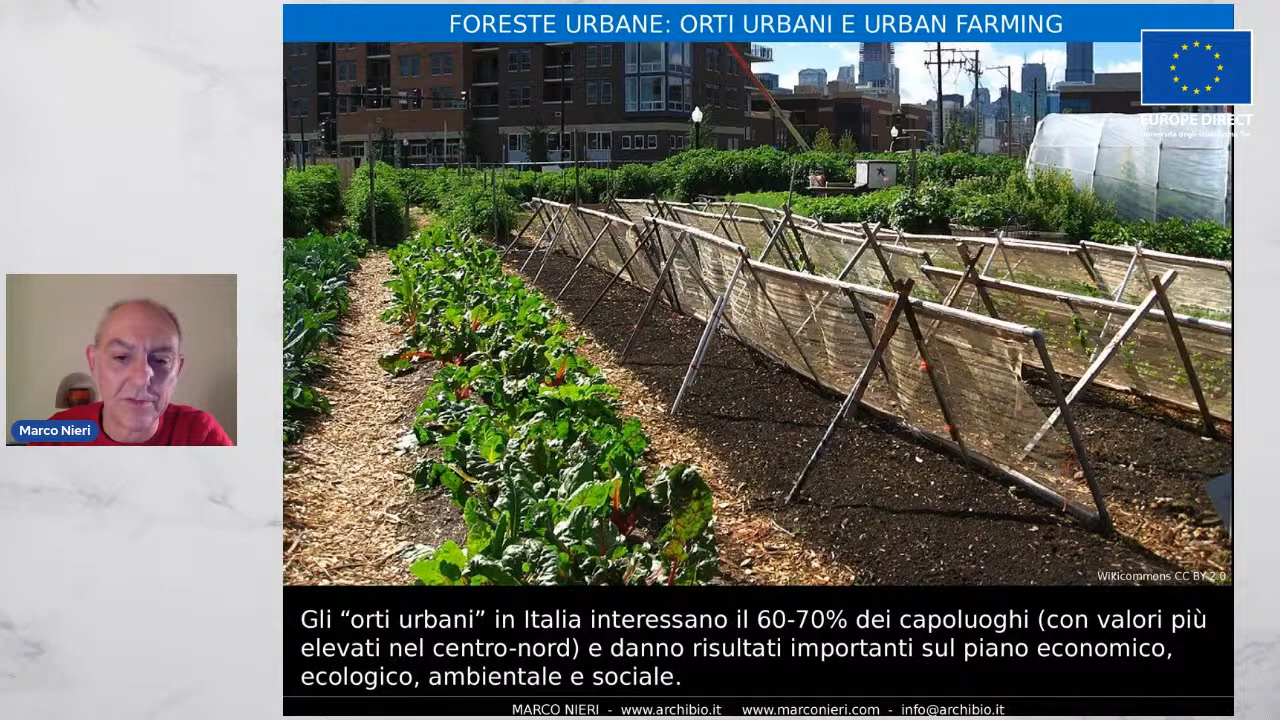 FORESTE URBANE: ORTI URBANI E URBAN FARMING
EUROPE DIRECT
Marco Nieri
Wikicommons CC BY 2.0
Gli “orti urbani” in Italia interessano il 60-70% dei capoluoghi (con valori più
elevati nel centro-nord) e danno risultati importanti sul piano economico,
ecologico, ambientale e sociale.
MARCO NIERI - www.archibio.it www.marconieri.com - info@archibio.it